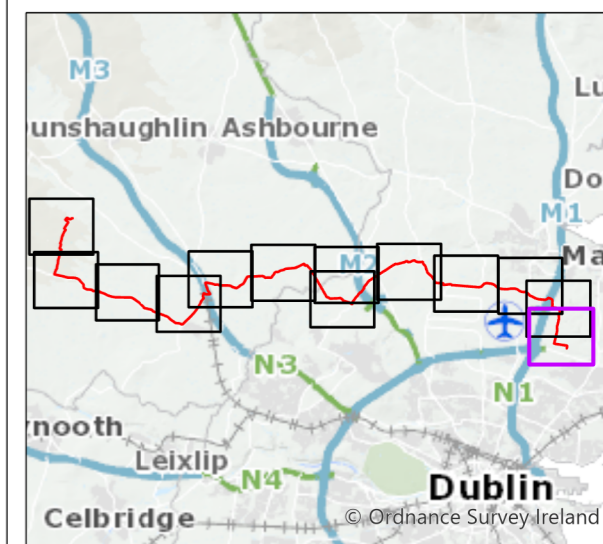 M3
Lu
unshaughlin Ashbourne
Do
M1
M2
Ma
N3
N1
ynooth
Leixlip
N4
Dublin
Celbridge
© Ordnance Survey Ireland